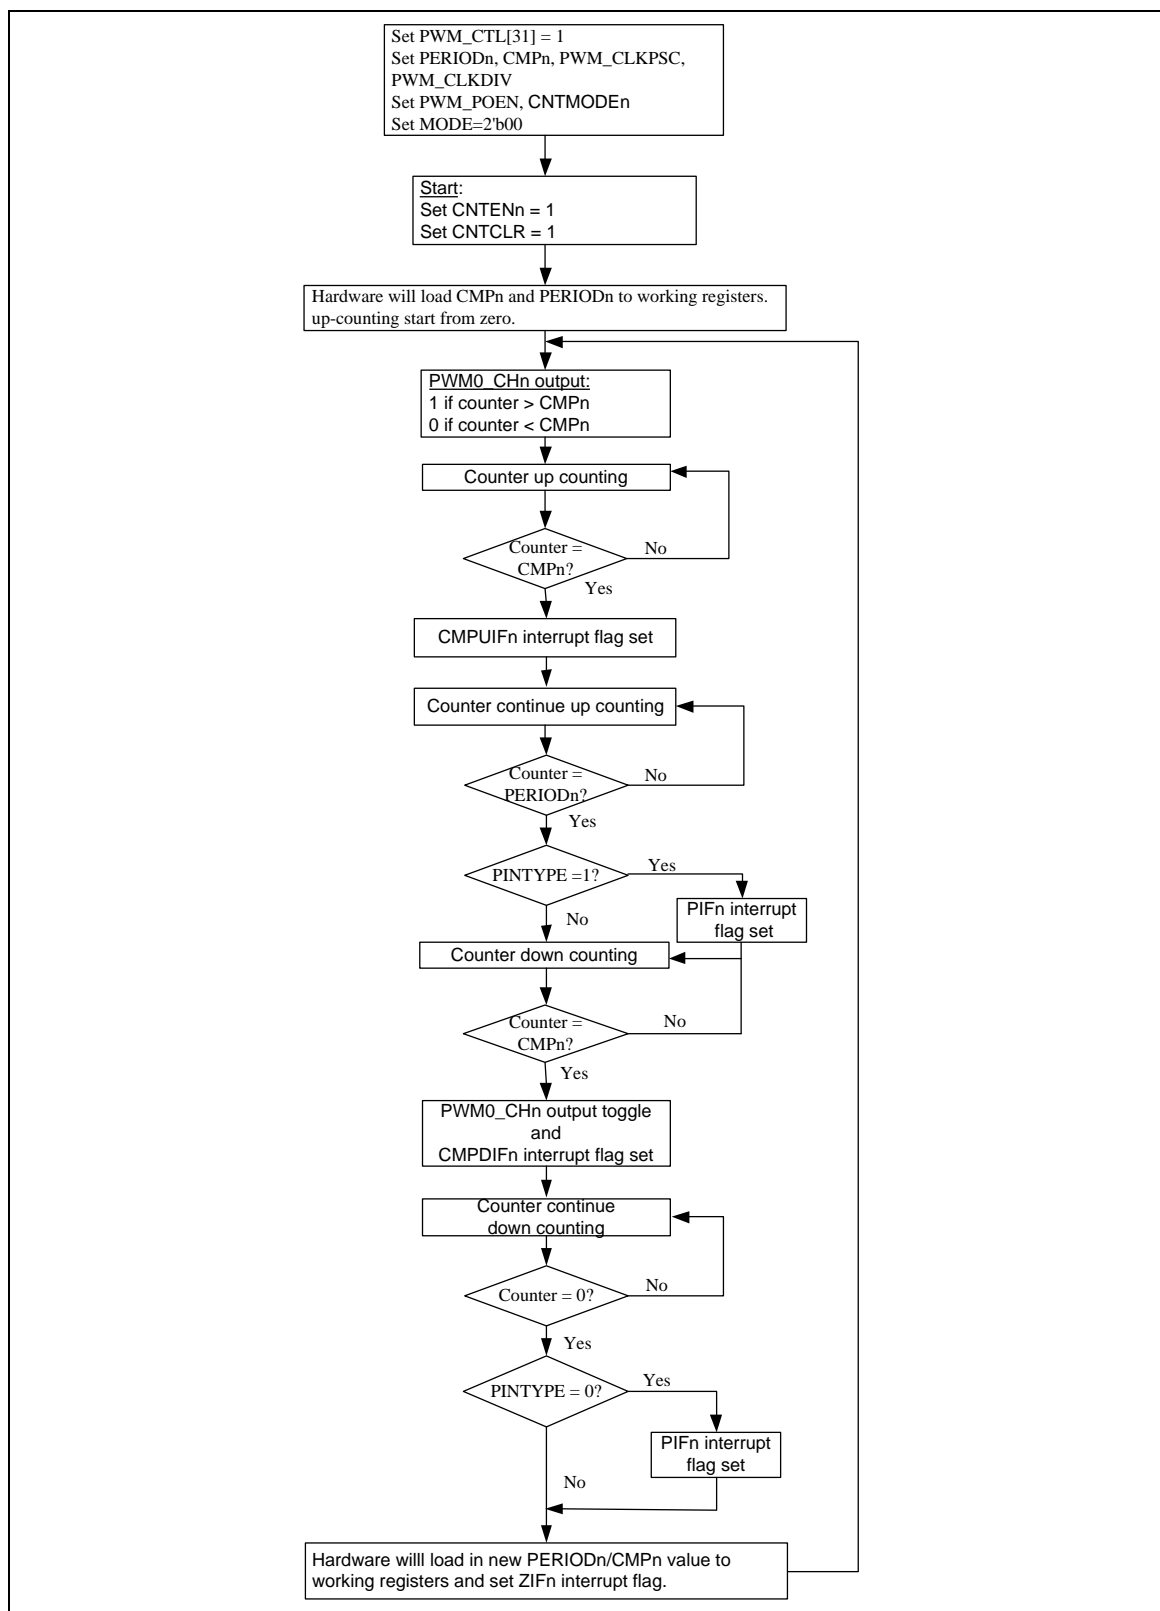 Set PWM_CTL[31] = 1
Set PERIODn, CMPn, PWM_CLKPSC,
PWM_CLKDIV
Set PWM_POEN, CNTMODEn
Set MODE=2'b00
Start:
Set CNTENn = 1
Set CNTCLR = 1
Hardware will load CMPn and PERIODn to working registers.
up-counting start from zero.
PWM0_CHn output:
1 if counter > CMPn
0 if counter < CMPn
Counter up counting
Counter =
CMPn?
No
Yes
CMPUIFn interrupt flag set
Counter continue up counting
Counter =
PERIODn?
No
Yes
PINTYPE =1?
Yes
PIFn interrupt
flag set
No
Counter down counting
Counter =
CMPn?
No
Yes
PWM0_CHn output toggle
and
CMPDIFn interrupt flag set
Counter continue
down counting
Counter = 0?
No
Yes
PINTYPE = 0?
Yes
PIFn interrupt
flag set
No
Hardware willl load in new PERIODn/CMPn value to
working registers and set ZIFn interrupt flag.